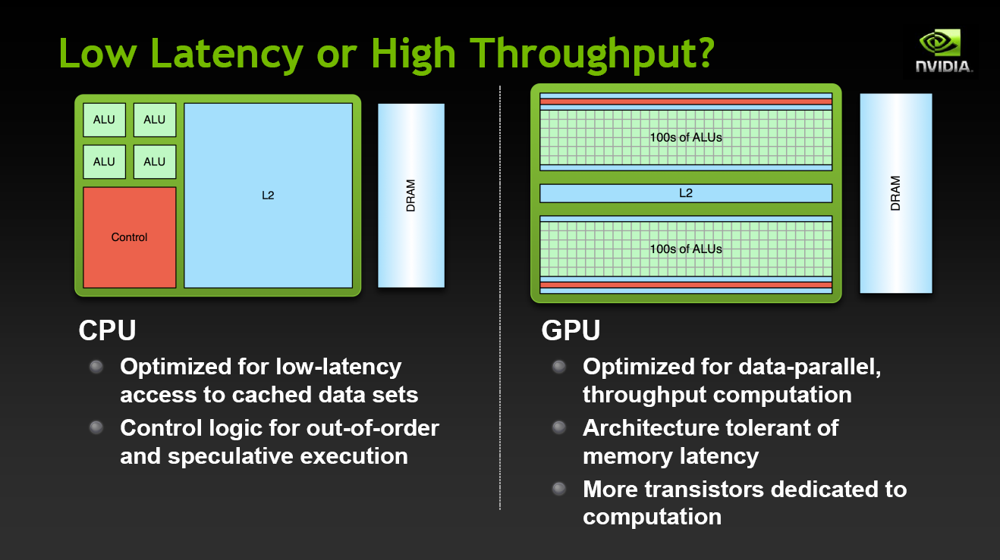 Low Latency or High Throughput?
NVIDIA.
ALU ALU
ALU ALU
Control
L2
DRAM
100s of ALUs
L2
100s of ALUs
DRAM
CPU
Optimized for low-latency
access to cached data sets
Control logic for out-of-order
and speculative execution
GPU
Optimized for data-parallel,
throughput computation
Architecture tolerant of
memory latency
More transistors dedicated to
computation